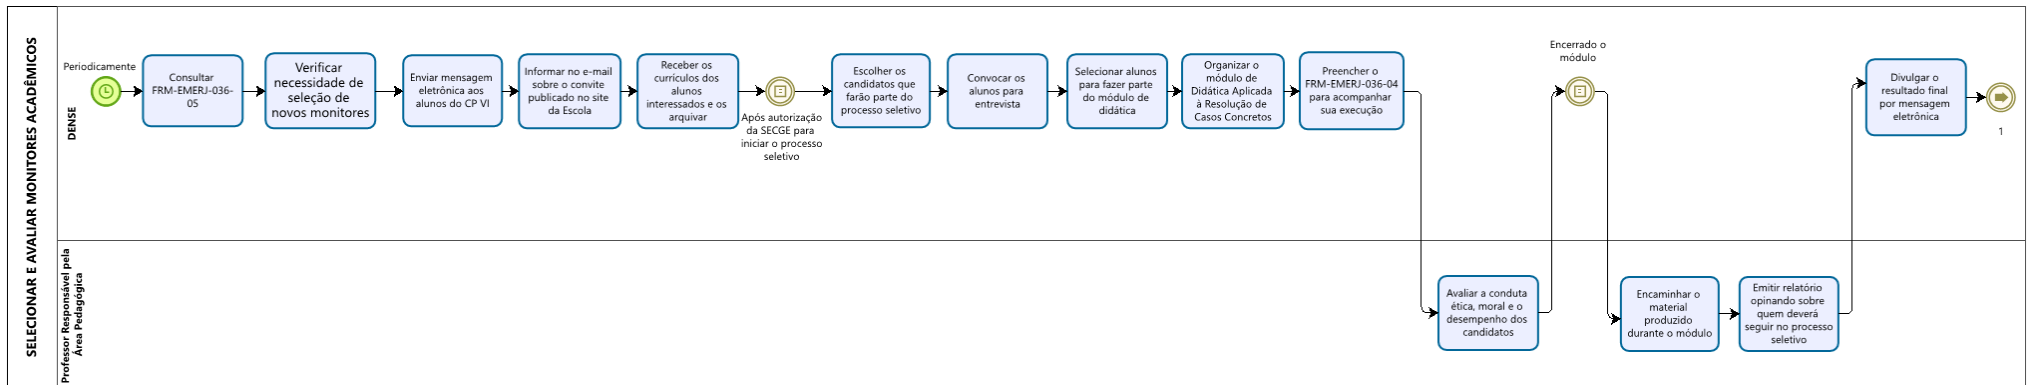 SELECIONAR E AVALIAR MONITORES ACADÊMICOS
DENSE
Periodicamente
Consultar
FRM-EMERJ-036-
05
Verificar
necessidade de
seleção de
novos monitores
Enviar mensagem
eletrônica aos
alunos do CP VI
Informar no e-mail
sobre o convite
publicado no site
da Escola
Receber os
currículos dos
alunos
interessados e os
arquivar
Após autorização
da SECGE para
iniciar o processo
seletivo
Escolher os
candidatos que
farão parte do
processo seletivo
Convocar os
alunos para
entrevista
Selecionar alunos
para fazer parte
do módulo de
didática
Organizar o
módulo de
Didática Aplicada
à Resolução de
Casos Concretos
Preencher o
FRM-EMERJ-036-04
para acompanhar
sua execução
Encerrado o
módulo
Divulgar o
resultado final
por mensagem
eletrônica
1
Professor Responsável pela
Área Pedagógica
Avaliar a conduta
ética, moral e o
desempenho dos
candidatos
Encaminhar o
material
produzido
durante o módulo
Emitir relatório
opinando sobre
quem deverá
seguir no processo
seletivo